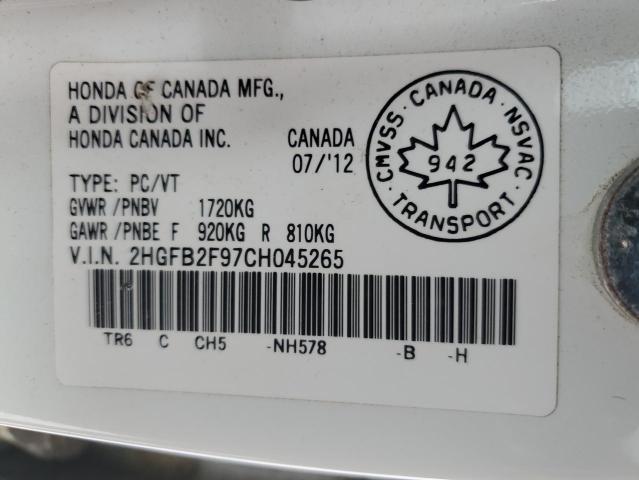 HONDA OF CANADA MFG.,
A DIVISION OF
HONDA CANADA INC.
CANADA
07/'12
CMVSS · CANADA · NSVAC
942
· TRANSPORT ·
TYPE: PC/VT
GVWR /PNBV 1720KG
GAWR /PNBE F 920KG R 810KG
V.I.N. 2HGFB2F97CH045265
TR6 C CH5 -NH578 -B -H